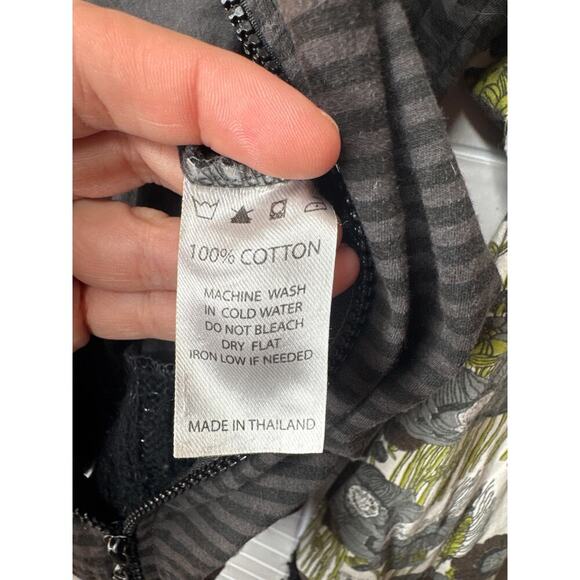 100% COTTON
MACHINE WASH
IN COLD WATER
DO NOT BLEACH
DRY FLAT
IRON LOW IF NEEDED
MADE IN THAILAND